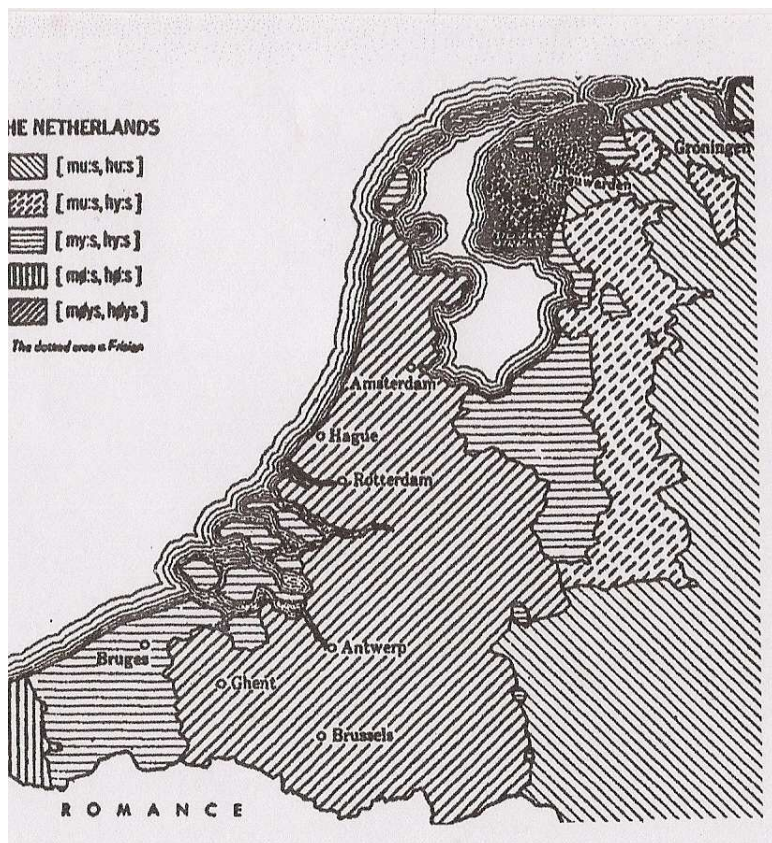 HE NETHERLANDS
[mu:s, hu:s]
[mu:s, hy:s]
[my:s, hy:s]
[mø:s, hø:s]
[møys, høys]
The dotted area is Frisian
Groningen
Amsterdam
Hague
Rotterdam
Antwerp
Bruges
Ghent
Brussels
ROMANCE